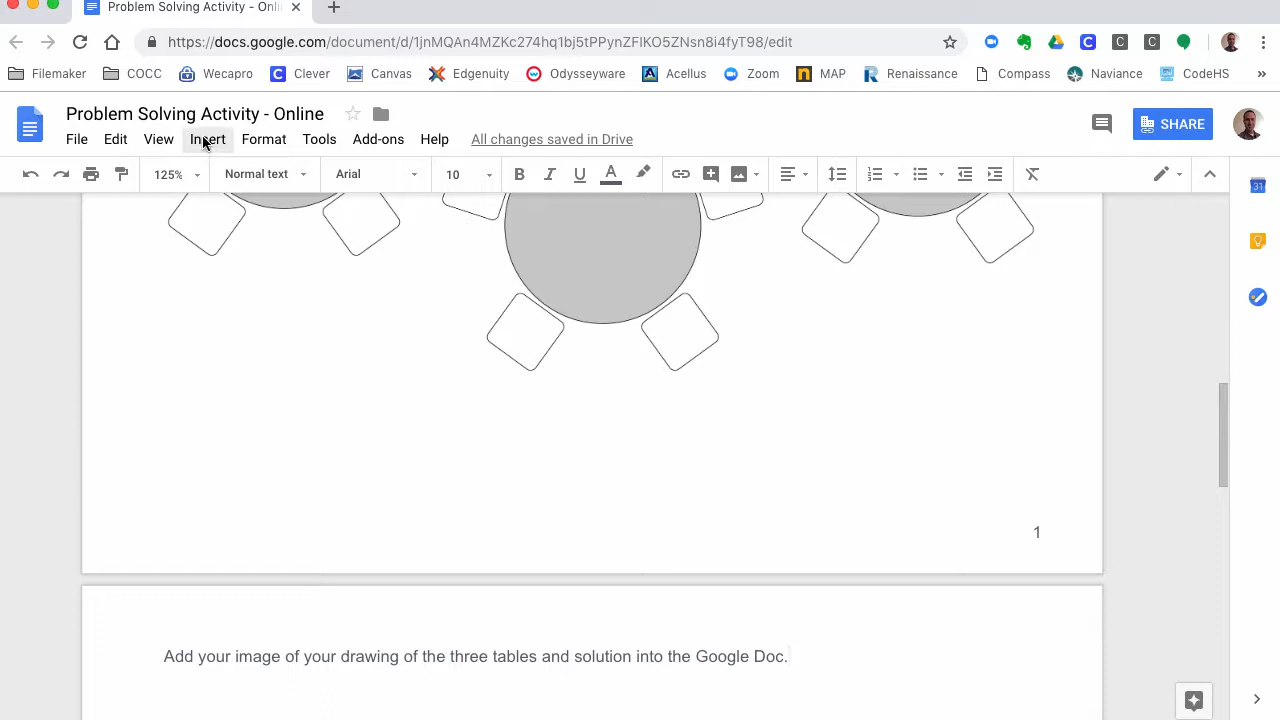 Problem Solving Activity - Onli
https://docs.google.com/document/d/1jnMQAn4MZKc274hq1bj5tPPynZFIKO5ZNsn8i4fyT98/edit
Filemaker COCC Wecapro Clever Canvas Edgenuity Odysseyware Acellus Zoom MAP Renaissance Compass Naviance CodeHS »
Problem Solving Activity - Online
File Edit View Insert Format Tools Add-ons Help All changes saved in Drive
SHARE
125% Normal text Arial 10 B I U A
31
1
Add your image of your drawing of the three tables and solution into the Google Doc.